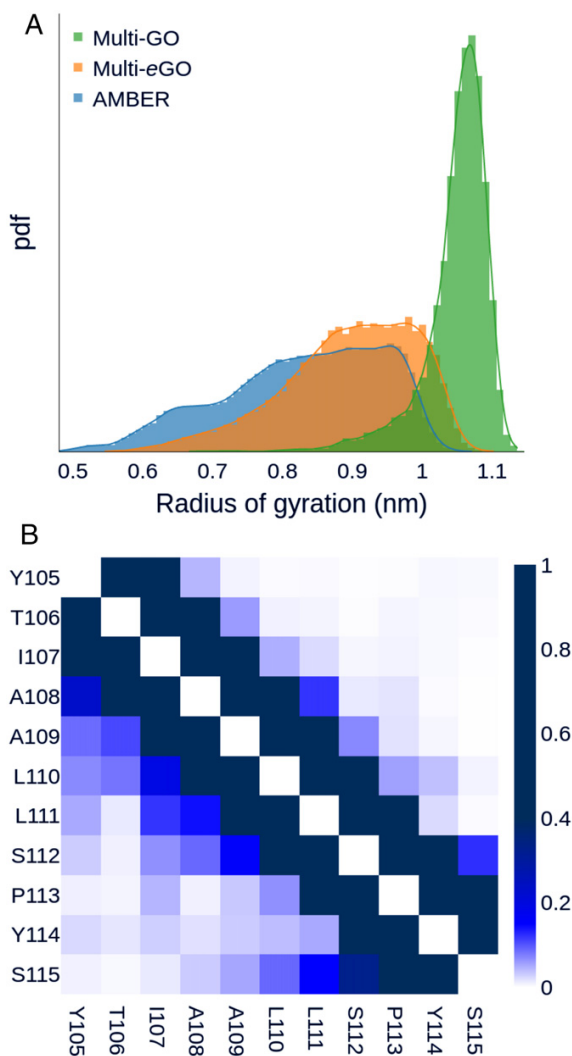 A
Multi-GO
Multi-eGO
AMBER
pdf
0.5 0.6 0.7 0.8 0.9 1 1.1
Radius of gyration (nm)
B
Y105
T106
I107
A108
A109
L110
L111
S112
P113
Y114
S115
1
0.8
0.6
0.4
0.2
0
Y105 T106 I107 A108 A109 L110 L111 S112 P113 Y114 S115